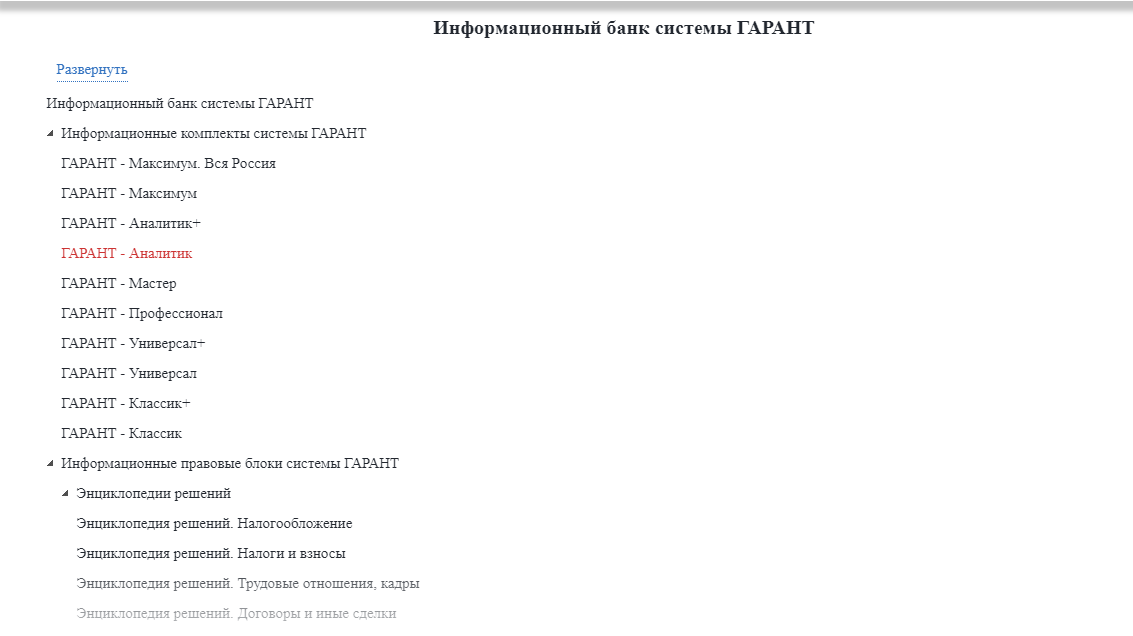 Информационный банк системы ГАРАНТ
Развернуть
Информационный банк системы ГАРАНТ
Информационные комплекты системы ГАРАНТ
ГАРАНТ - Максимум. Вся Россия
ГАРАНТ - Максимум
ГАРАНТ - Аналитик+
ГАРАНТ - Аналитик
ГАРАНТ - Мастер
ГАРАНТ - Профессионал
ГАРАНТ - Универсал+
ГАРАНТ - Универсал
ГАРАНТ - Классик+
ГАРАНТ - Классик
Информационные правовые блоки системы ГАРАНТ
Энциклопедии решений
Энциклопедия решений. Налогообложение
Энциклопедия решений. Налоги и взносы
Энциклопедия решений. Трудовые отношения, кадры
Энциклопедия решений. Договоры и иные сделки